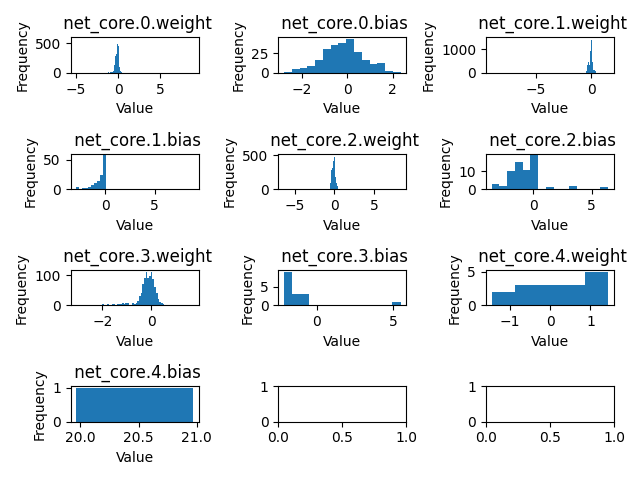 net_core.0.weight
Frequency
500
0
−5
0
5
Value
net_core.0.bias
Frequency
25
0
−2
0
2
Value
net_core.1.weight
Frequency
1000
0
−5
0
Value
net_core.1.bias
Frequency
50
0
0
5
Value
net_core.2.weight
Frequency
500
0
−5
0
5
Value
net_core.2.bias
Frequency
10
0
0
5
Value
net_core.3.weight
Frequency
100
0
−2
0
Value
net_core.3.bias
Frequency
5
0
0
5
Value
net_core.4.weight
Frequency
5
0
−1
0
1
Value
net_core.4.bias
Frequency
1
0
20.0
20.5
21.0
Value
1
0
0.0
0.5
1.0
1
0
0.0
0.5
1.0